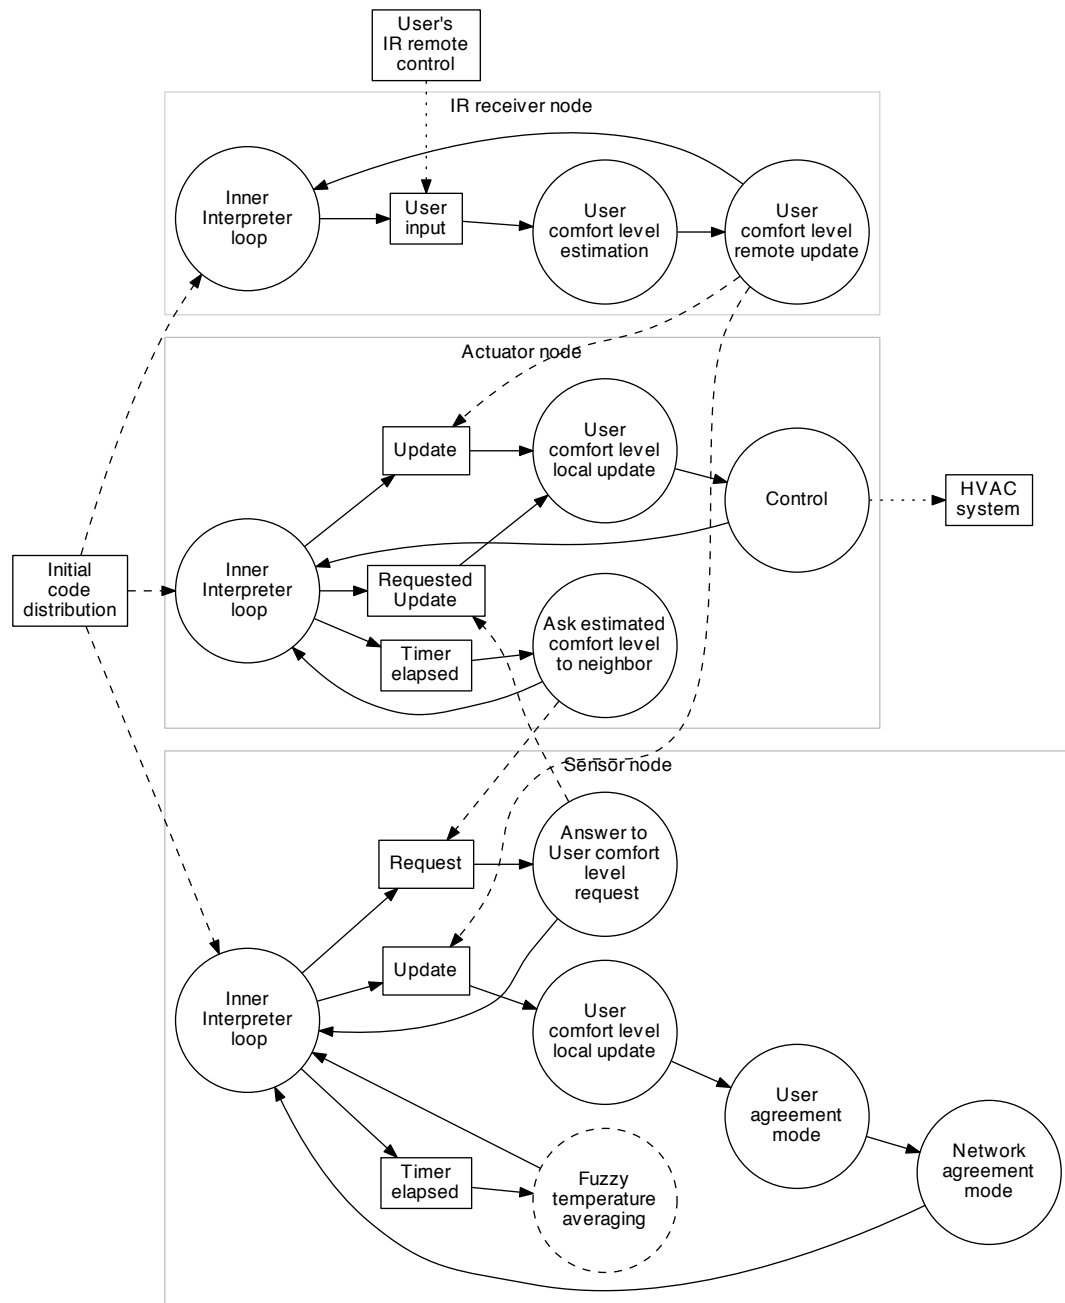 User's
IR remote
control
IR receiver node
Inner
Interpreter
loop
User
input
User
comfort level
estimation
User
comfort level
remote update
Actuator node
Update
User
comfort level
local update
Control
HVAC
system
Initial
code
distribution
Inner
Interpreter
loop
Requested
Update
Timer
elapsed
Ask estimated
comfort level
to neighbor
Sensor node
Request
Answer to
User comfort
level
request
Update
Inner
Interpreter
loop
User
comfort level
local update
User
agreement
mode
Network
agreement
mode
Timer
elapsed
Fuzzy
temperature
averaging